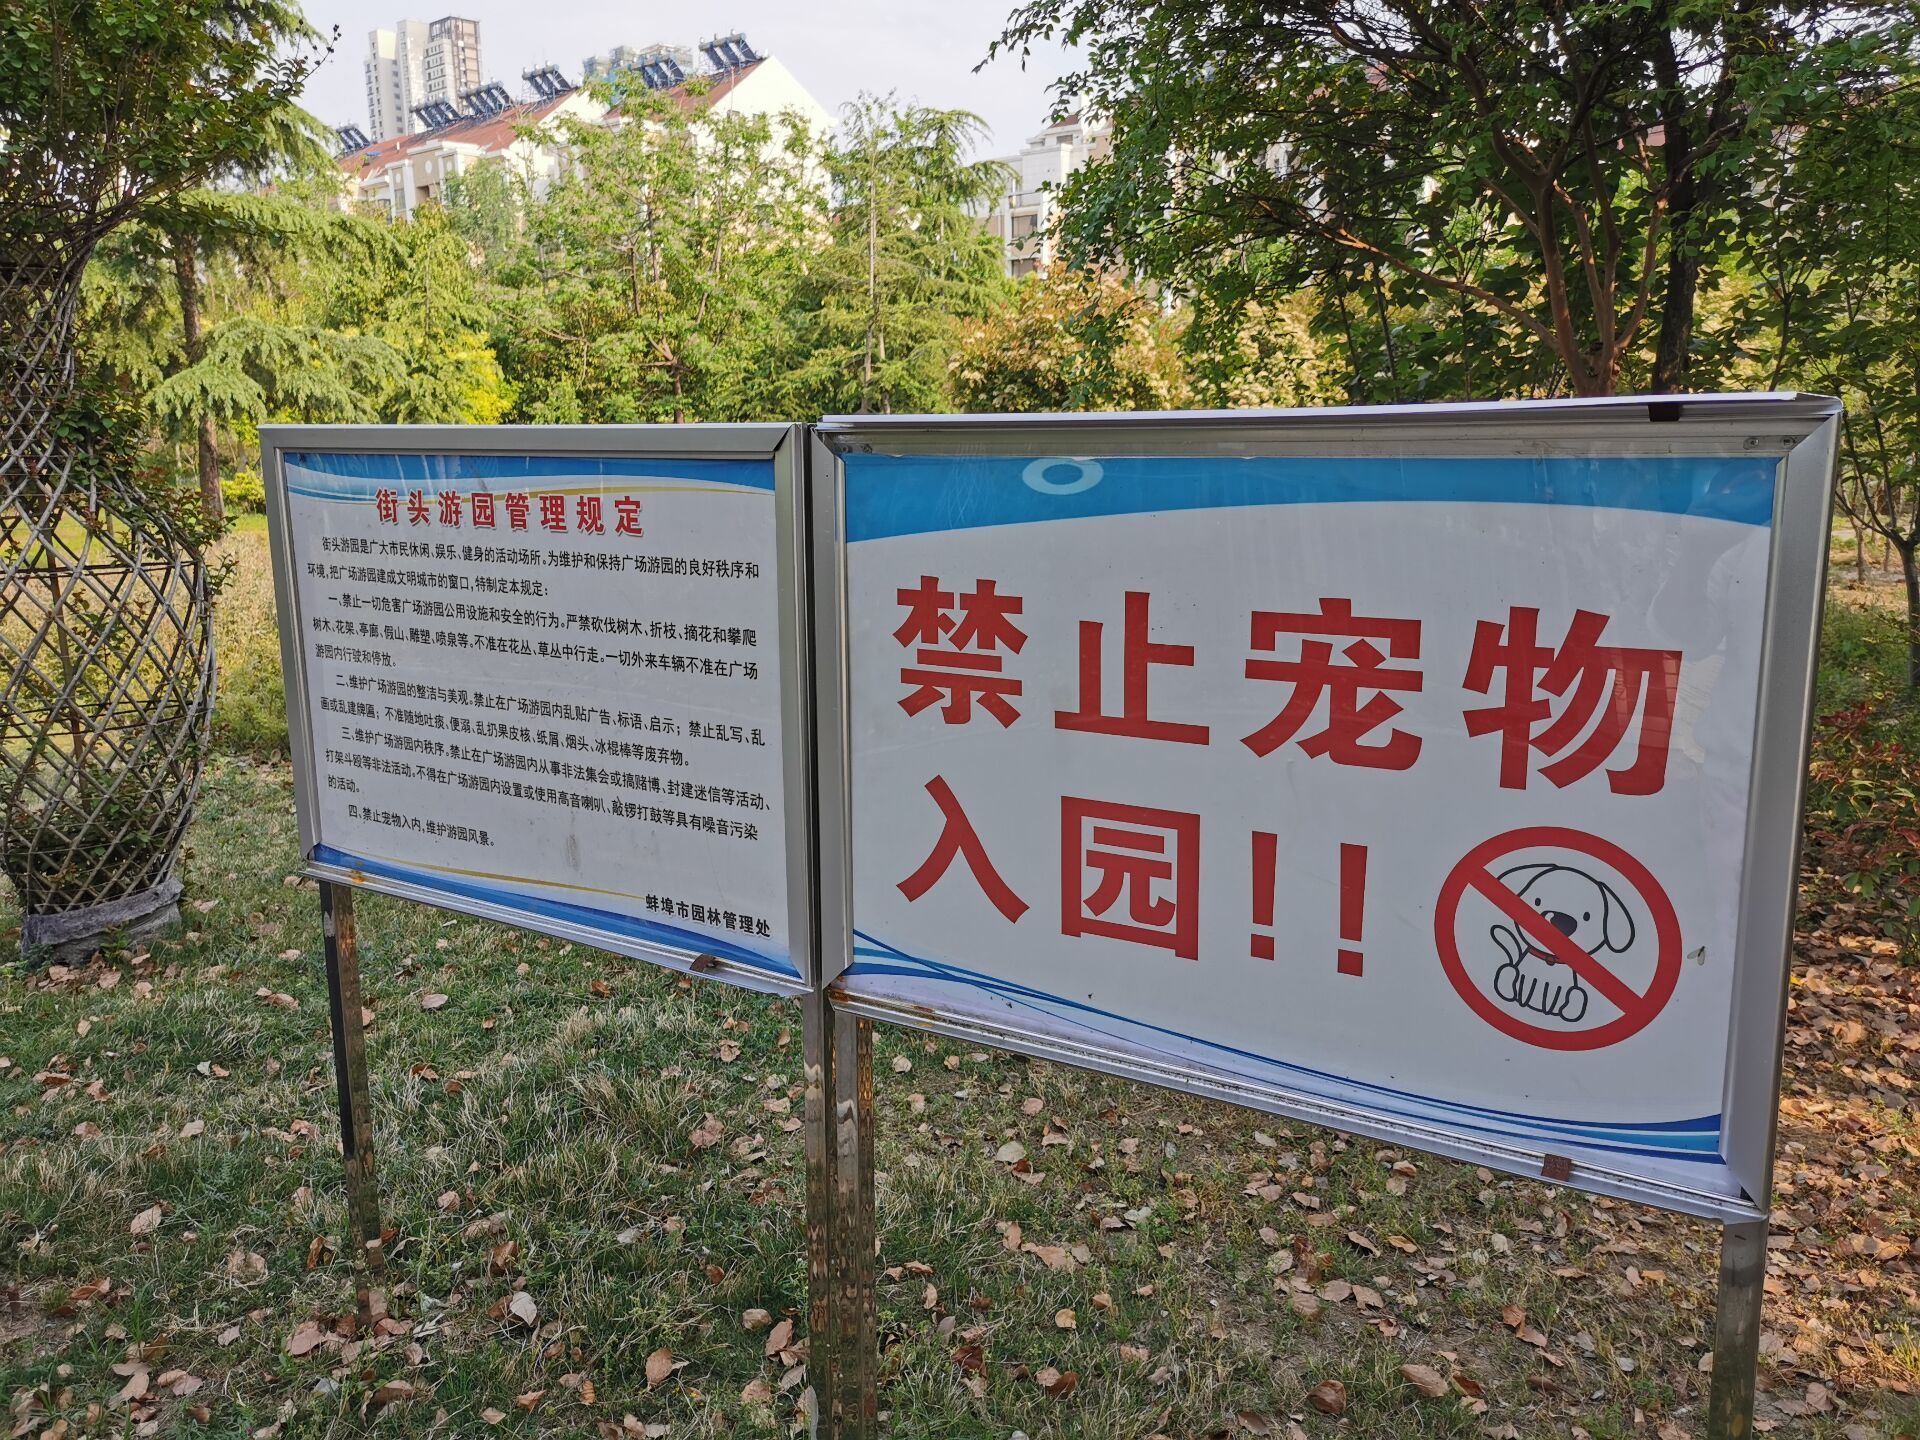 街头游园管理规定
街头游园是广大市民休闲、娱乐、健身的活动场所。为维护和保持广场游园的良好秩序和
环境,把广场游园建成文明城市的窗口,特制定本规定:
一、禁止一切危害广场游园公用设施和安全的行为。严禁砍伐树木、折枝、摘花和攀爬
树木、花架、亭廊、假山、雕塑、喷泉等。不准在花丛、草丛中行走。一切外来车辆不准在广场
游园内行驶和停放。
二、维护广场游园的整洁与美观。禁止在广场游园内乱贴广告、标语、启示；禁止乱写、乱
画或乱建牌匾；不准随地吐痰、便溺、乱扔果皮核、纸屑、烟头、冰棍棒等废弃物。
三、维护广场游园内秩序。禁止在广场游园内从事非法集会或搞赌博、封建迷信等活动、
打架斗殴等非法活动。不得在广场游园内设置或使用高音喇叭、敲锣打鼓等具有噪音污染
的活动。
四、禁止宠物入内,维护游园风景。
蚌埠市园林管理处
禁止宠物
入园!!